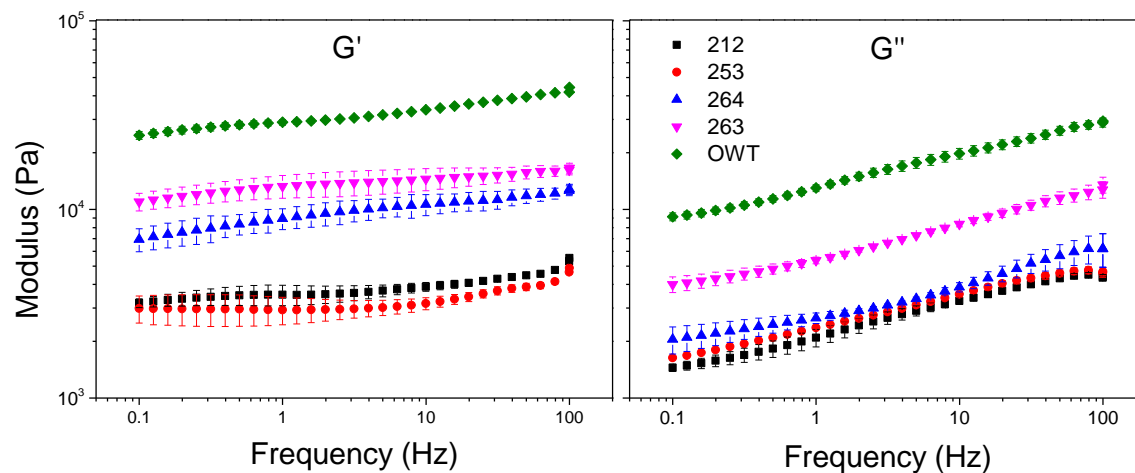 G'
G''
212
253
264
263
OWT
Modulus (Pa)
10⁵
10⁴
10³
0.1 1 10 100
0.1 1 10 100
Frequency (Hz)
Frequency (Hz)